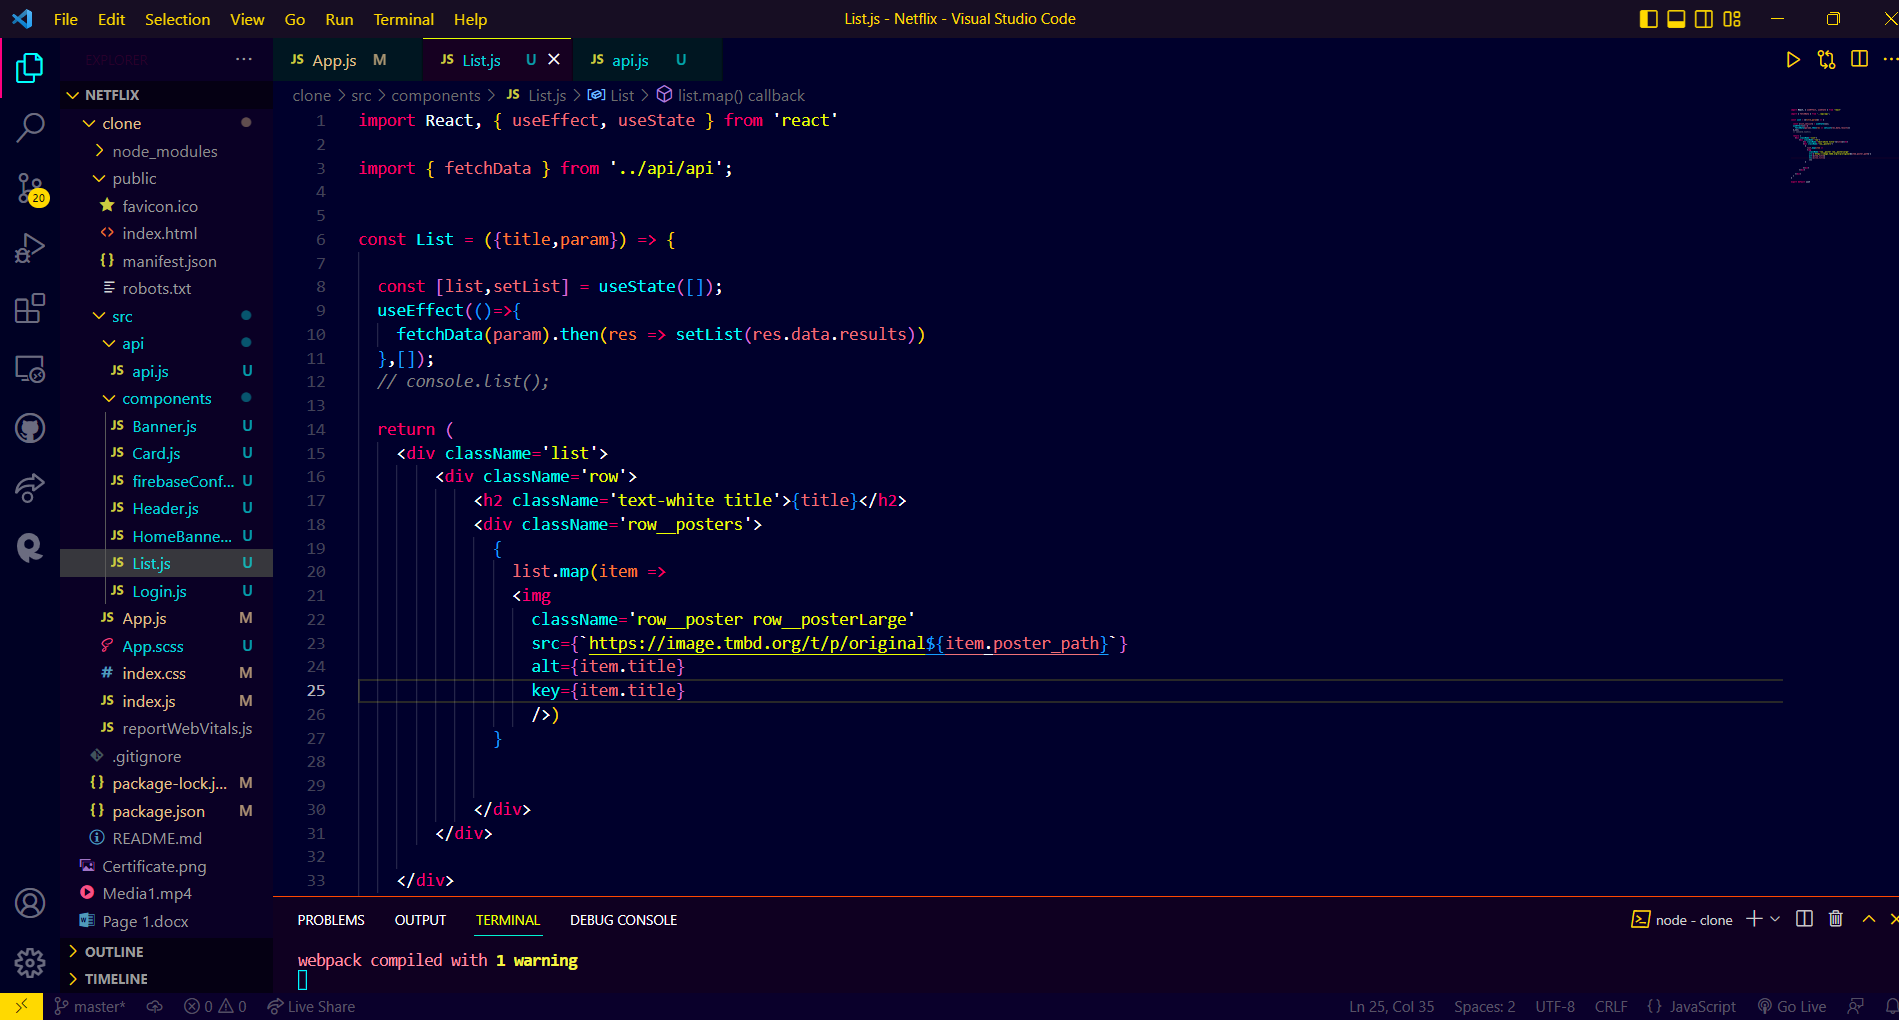 File Edit Selection View Go Run Terminal Help
List.js - Netflix - Visual Studio Code
EXPLORER
NETFLIX
clone
node_modules
public
favicon.ico
index.html
manifest.json
robots.txt
src
api
api.js U
components
Banner.js U
Card.js U
firebaseConf... U
Header.js U
HomeBanne... U
List.js U
Login.js U
App.js M
App.scss U
index.css M
index.js M
reportWebVitals.js
.gitignore
package-lock.j... M
package.json M
README.md
Certificate.png
Media1.mp4
Page 1.docx
OUTLINE
TIMELINE
20
JS App.js M JS List.js U JS api.js U
clone > src > components > JS List.js > List > list.map() callback
1 import React, { useEffect, useState } from 'react'
2
3 import { fetchData } from '../api/api';
4
5
6 const List = ({title,param}) => {
7
8 const [list,setList] = useState([]);
9 useEffect(()=>{
10 fetchData(param).then(res => setList(res.data.results))
11 },[]);
12 // console.list();
13
14 return (
15 <div className='list'>
16 <div className='row'>
17 <h2 className='text-white title'>{title}</h2>
18 <div className='row__posters'>
19 {
20 list.map(item =>
21 <img
22 className='row__poster row__posterLarge'
23 src={`https://image.tmbd.org/t/p/original${item.poster_path}`}
24 alt={item.title}
25 key={item.title}
26 />)
27 }
28
29
30 </div>
31 </div>
32
33 </div>
PROBLEMS OUTPUT TERMINAL DEBUG CONSOLE
node - clone
webpack compiled with 1 warning
master* 0 0 Live Share
Ln 25, Col 35 Spaces: 2 UTF-8 CRLF {} JavaScript Go Live